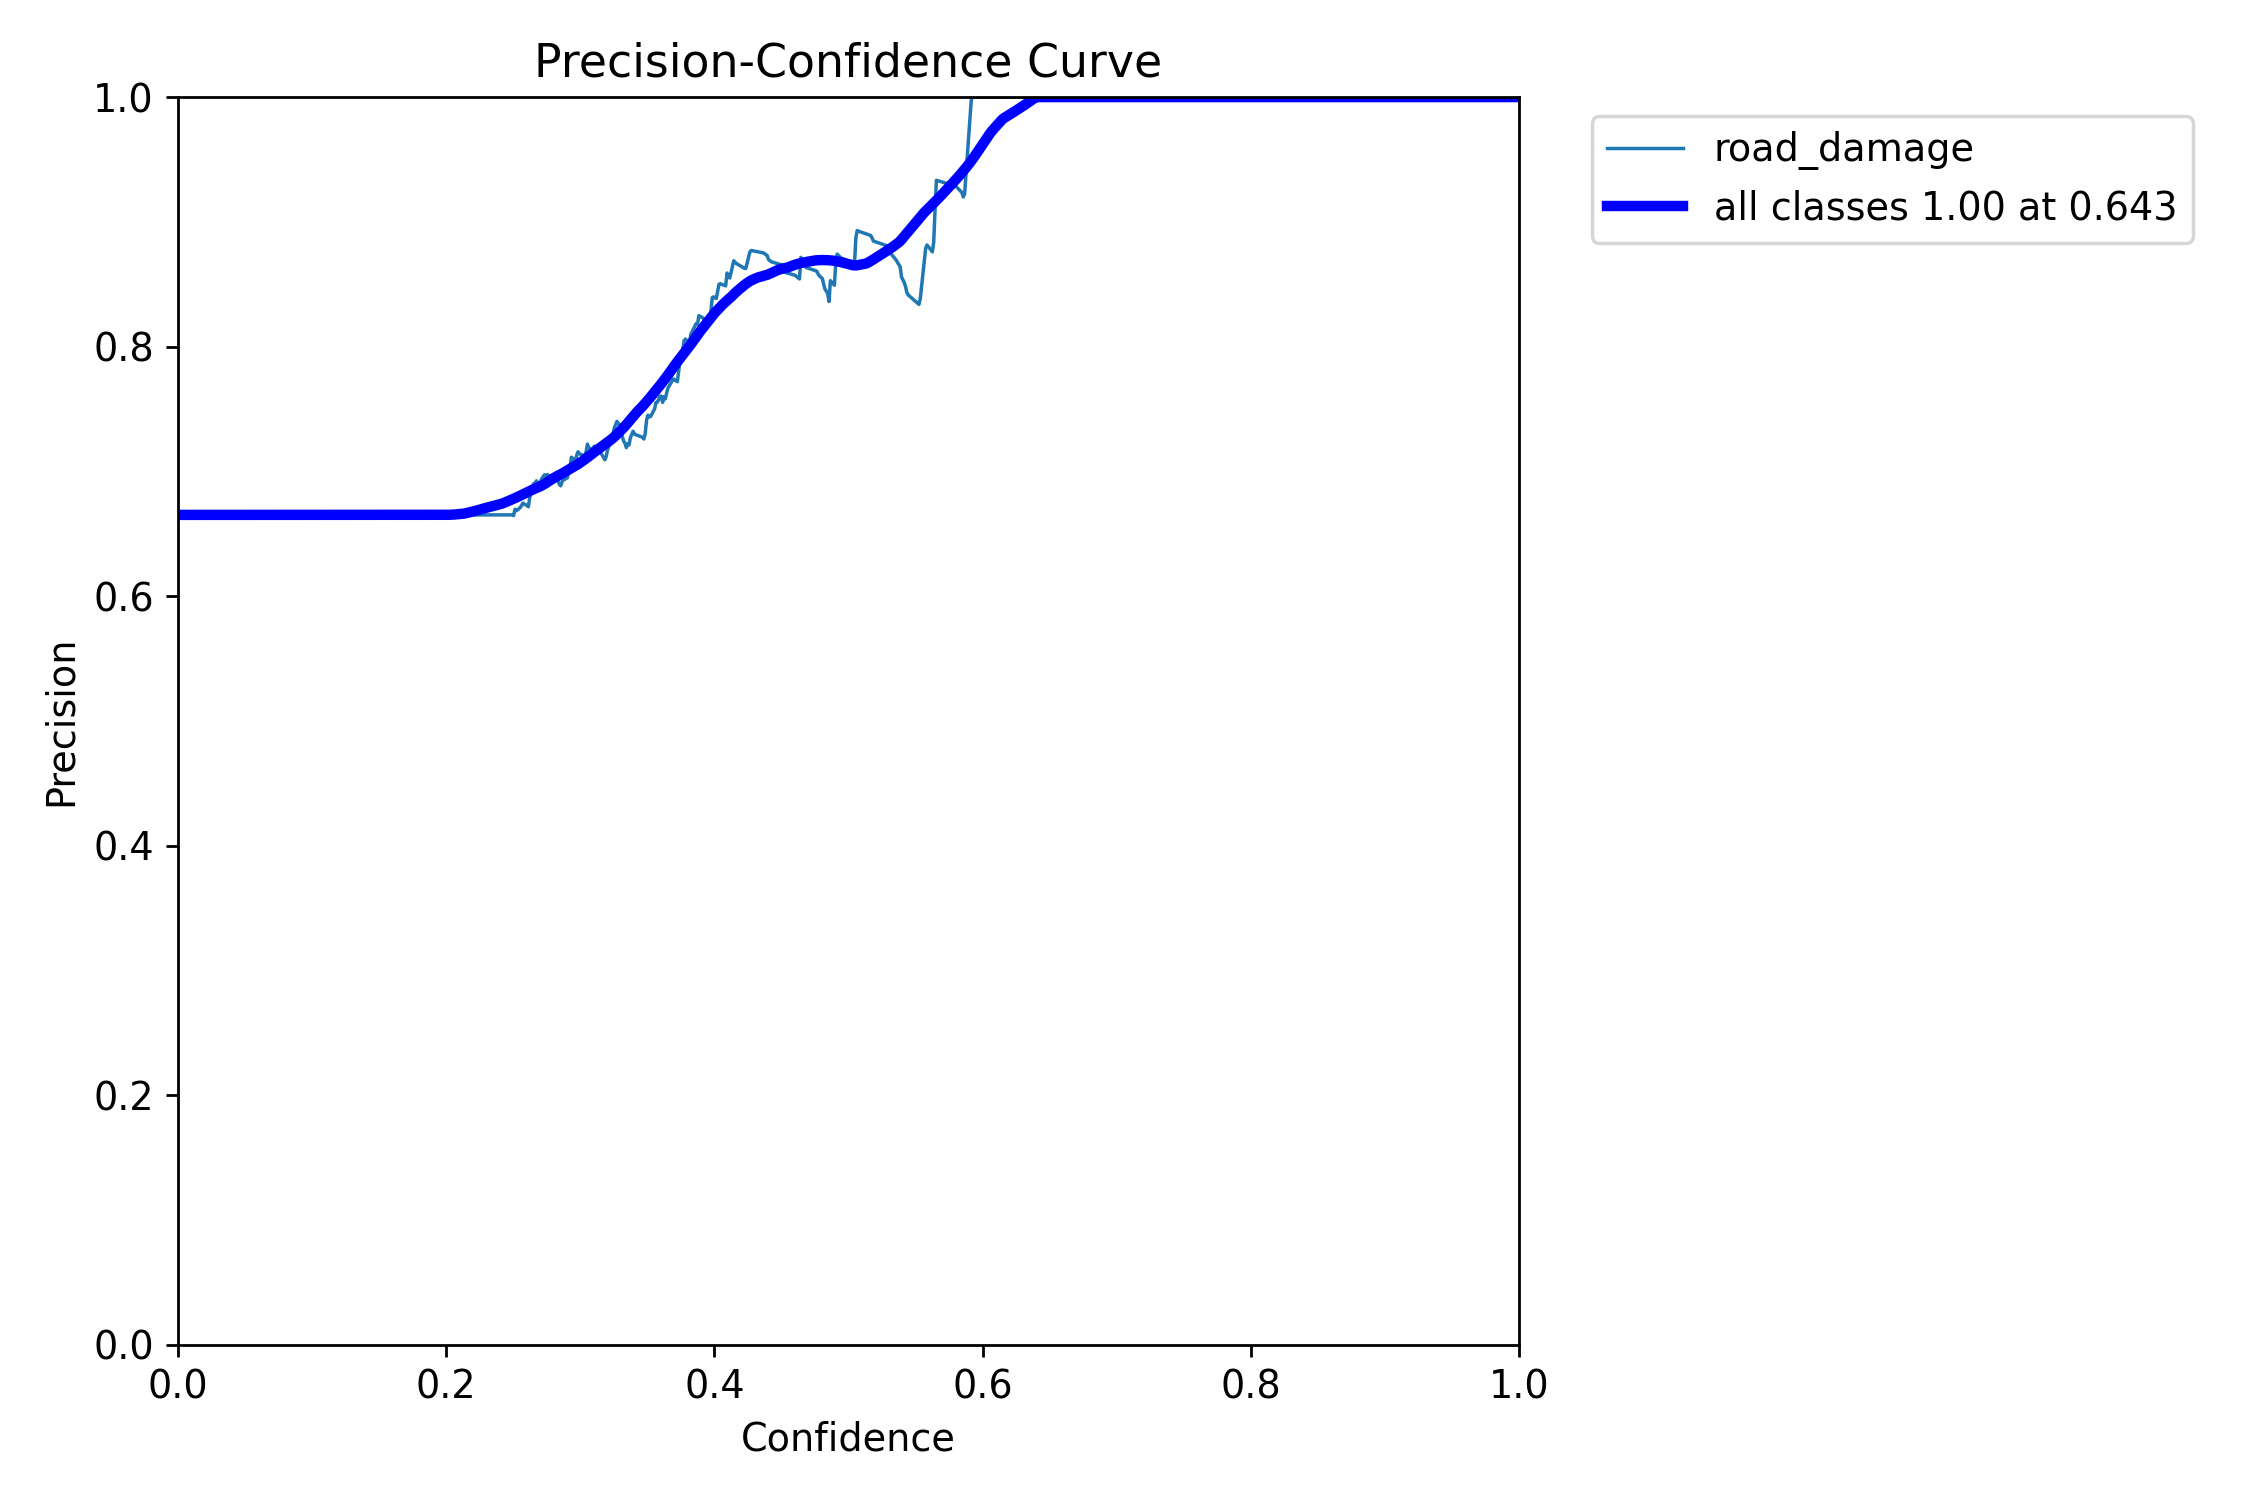 Precision-Confidence Curve
1.0
0.8
0.6
0.4
0.2
0.0
Precision
0.0 0.2 0.4 0.6 0.8 1.0
Confidence
road_damage
all classes 1.00 at 0.643